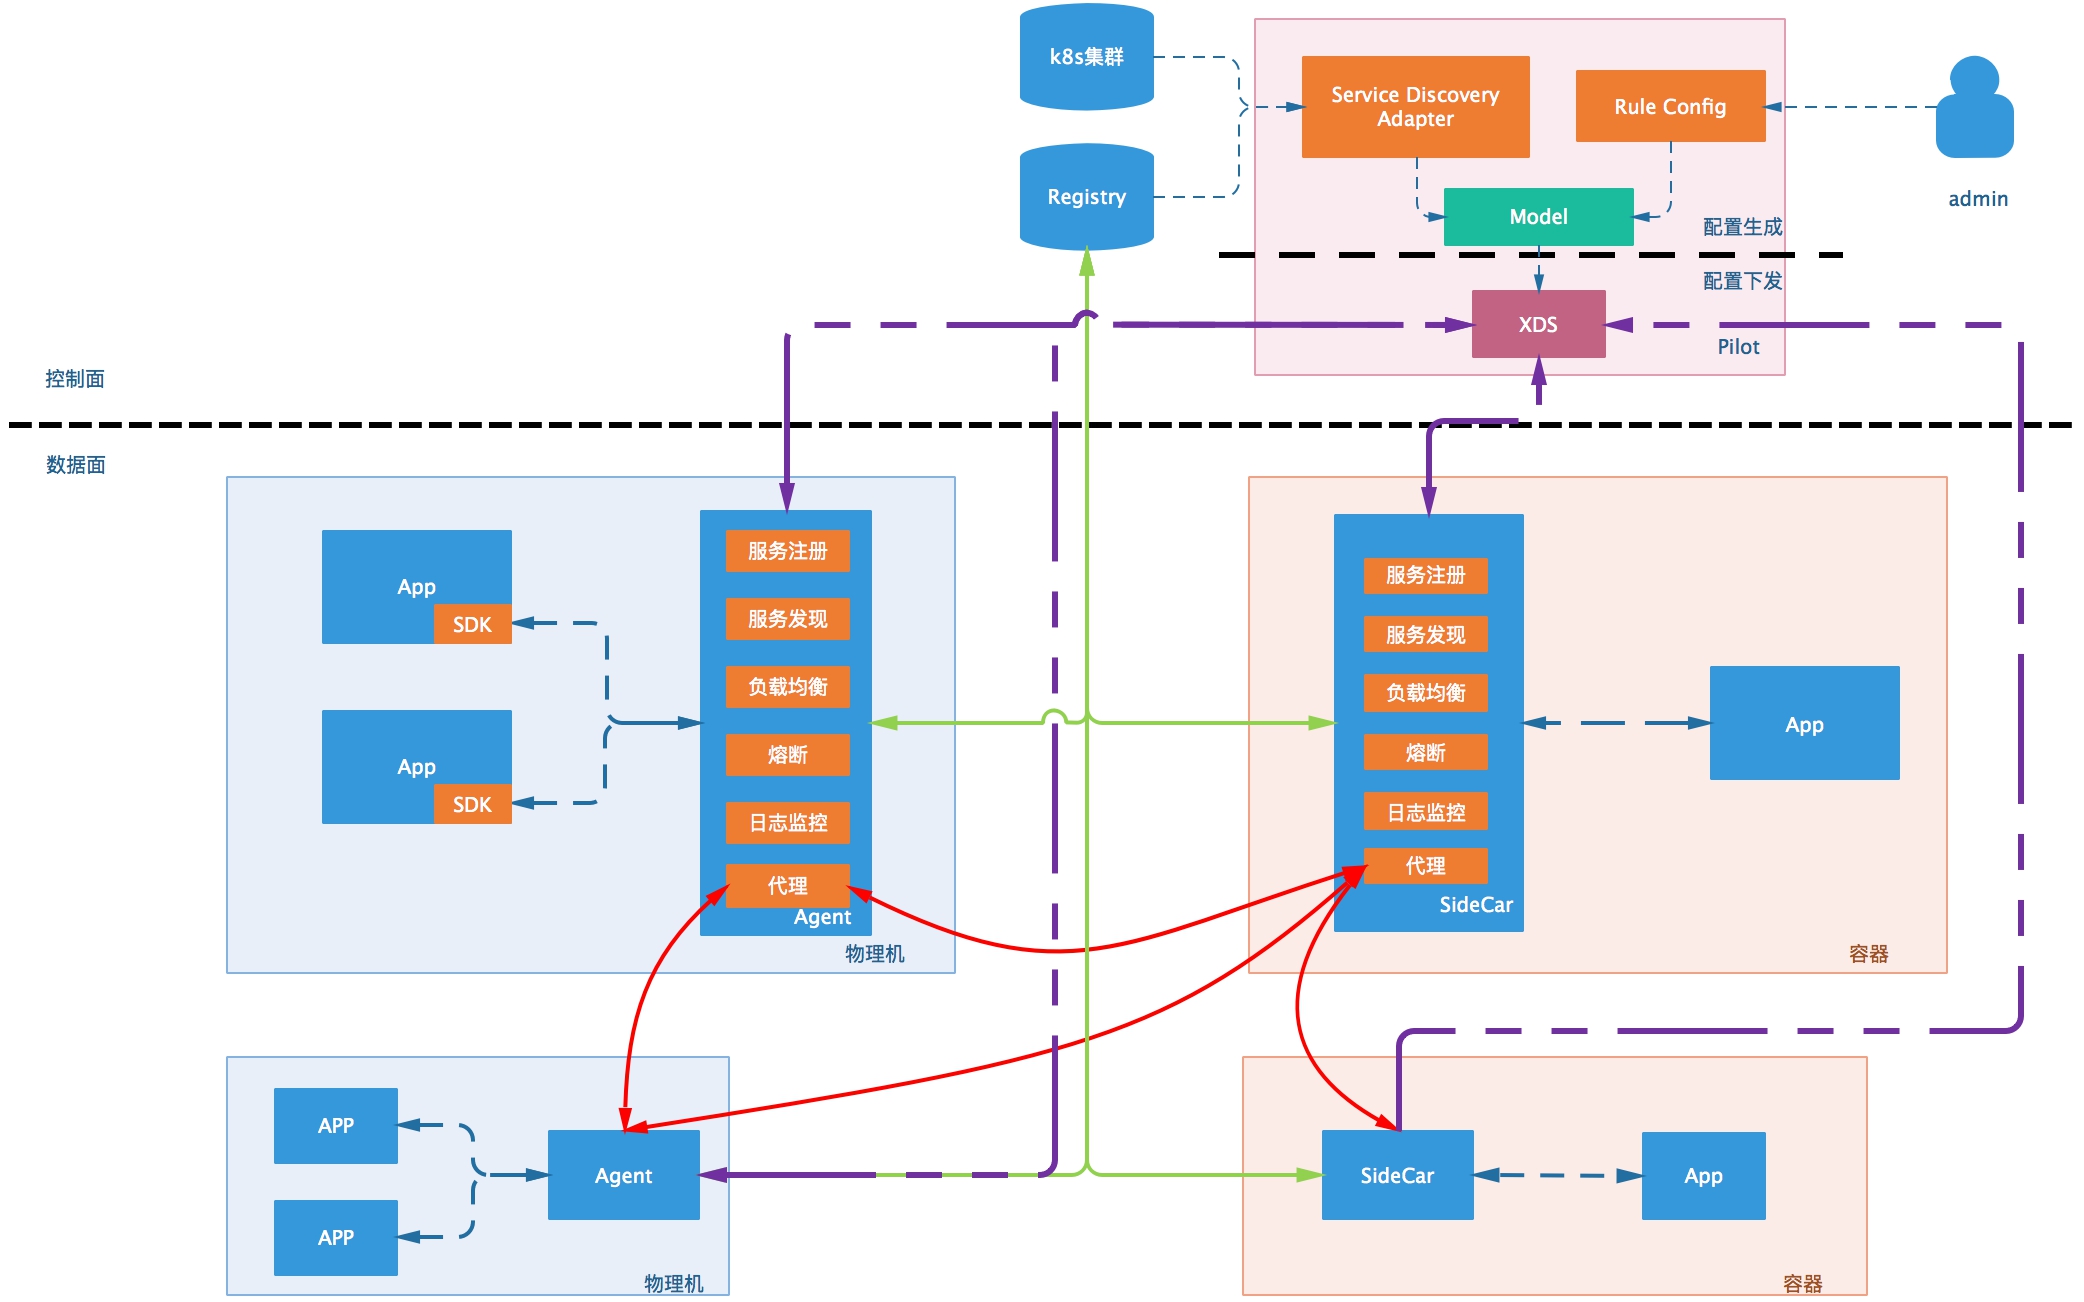 k8s集群
Service Discovery
Adapter
Rule Config
Registry
Model
admin
配置生成
配置下发
XDS
Pilot
控制面
数据面
App
SDK
App
SDK
服务注册
服务发现
负载均衡
熔断
日志监控
代理
Agent
物理机
服务注册
服务发现
负载均衡
熔断
日志监控
代理
SideCar
App
容器
APP
APP
Agent
物理机
SideCar
App
容器